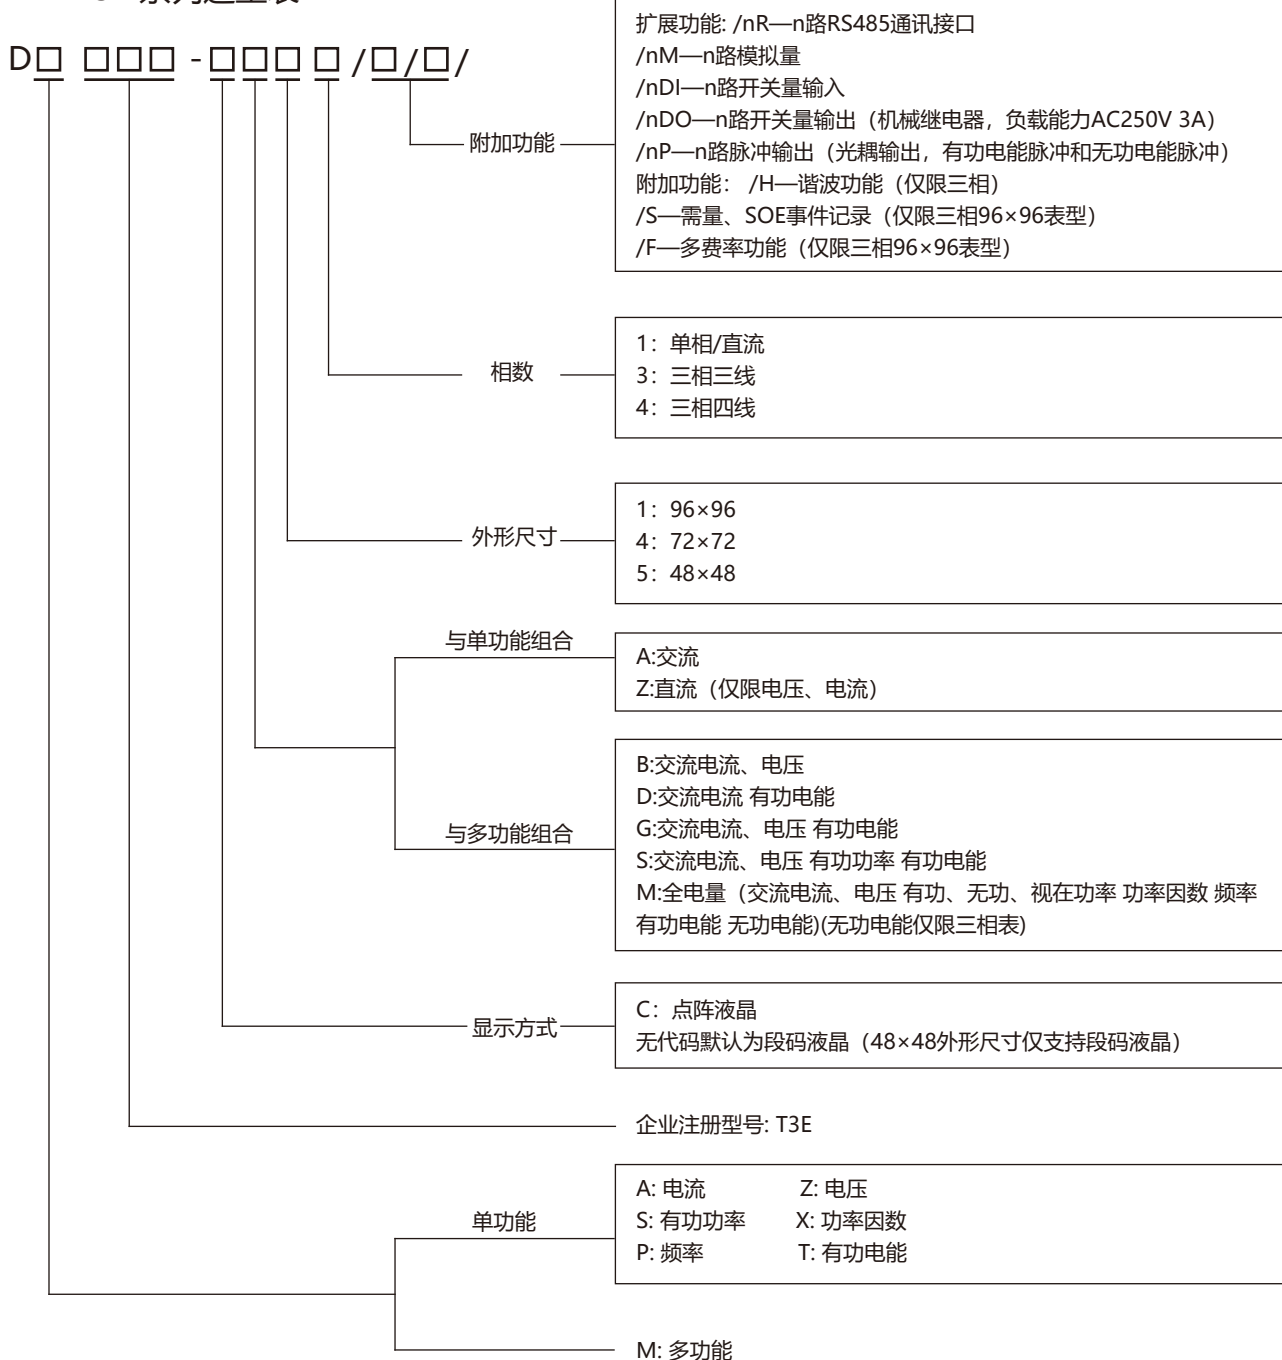 D□ □□□ -□□□ □ /□/□/
扩展功能: /nR—n路RS485通讯接口
/nM—n路模拟量
/nDI—n路开关量输入
/nDO—n路开关量输出（机械继电器，负载能力AC250V 3A）
附加功能
/nP—n路脉冲输出（光耦输出，有功电能脉冲和无功电能脉冲）
附加功能： /H—谐波功能（仅限三相）
/S—需量、SOE事件记录（仅限三相96×96表型）
/F—多费率功能（仅限三相96×96表型）
相数
1：单相/直流
3：三相三线
4：三相四线
外形尺寸
1：96×96
4：72×72
5：48×48
与单功能组合
A:交流
Z:直流（仅限电压、电流）
与多功能组合
B:交流电流、电压
D:交流电流 有功电能
G:交流电流、电压 有功电能
S:交流电流、电压 有功功率 有功电能
M:全电量（交流电流、电压 有功、无功、视在功率 功率因数 频率
有功电能 无功电能)(无功电能仅限三相表)
显示方式
C：点阵液晶
无代码默认为段码液晶（48×48外形尺寸仅支持段码液晶）
企业注册型号: T3E
单功能
A: 电流 Z: 电压
S: 有功功率 X: 功率因数
P: 频率 T: 有功电能
M: 多功能